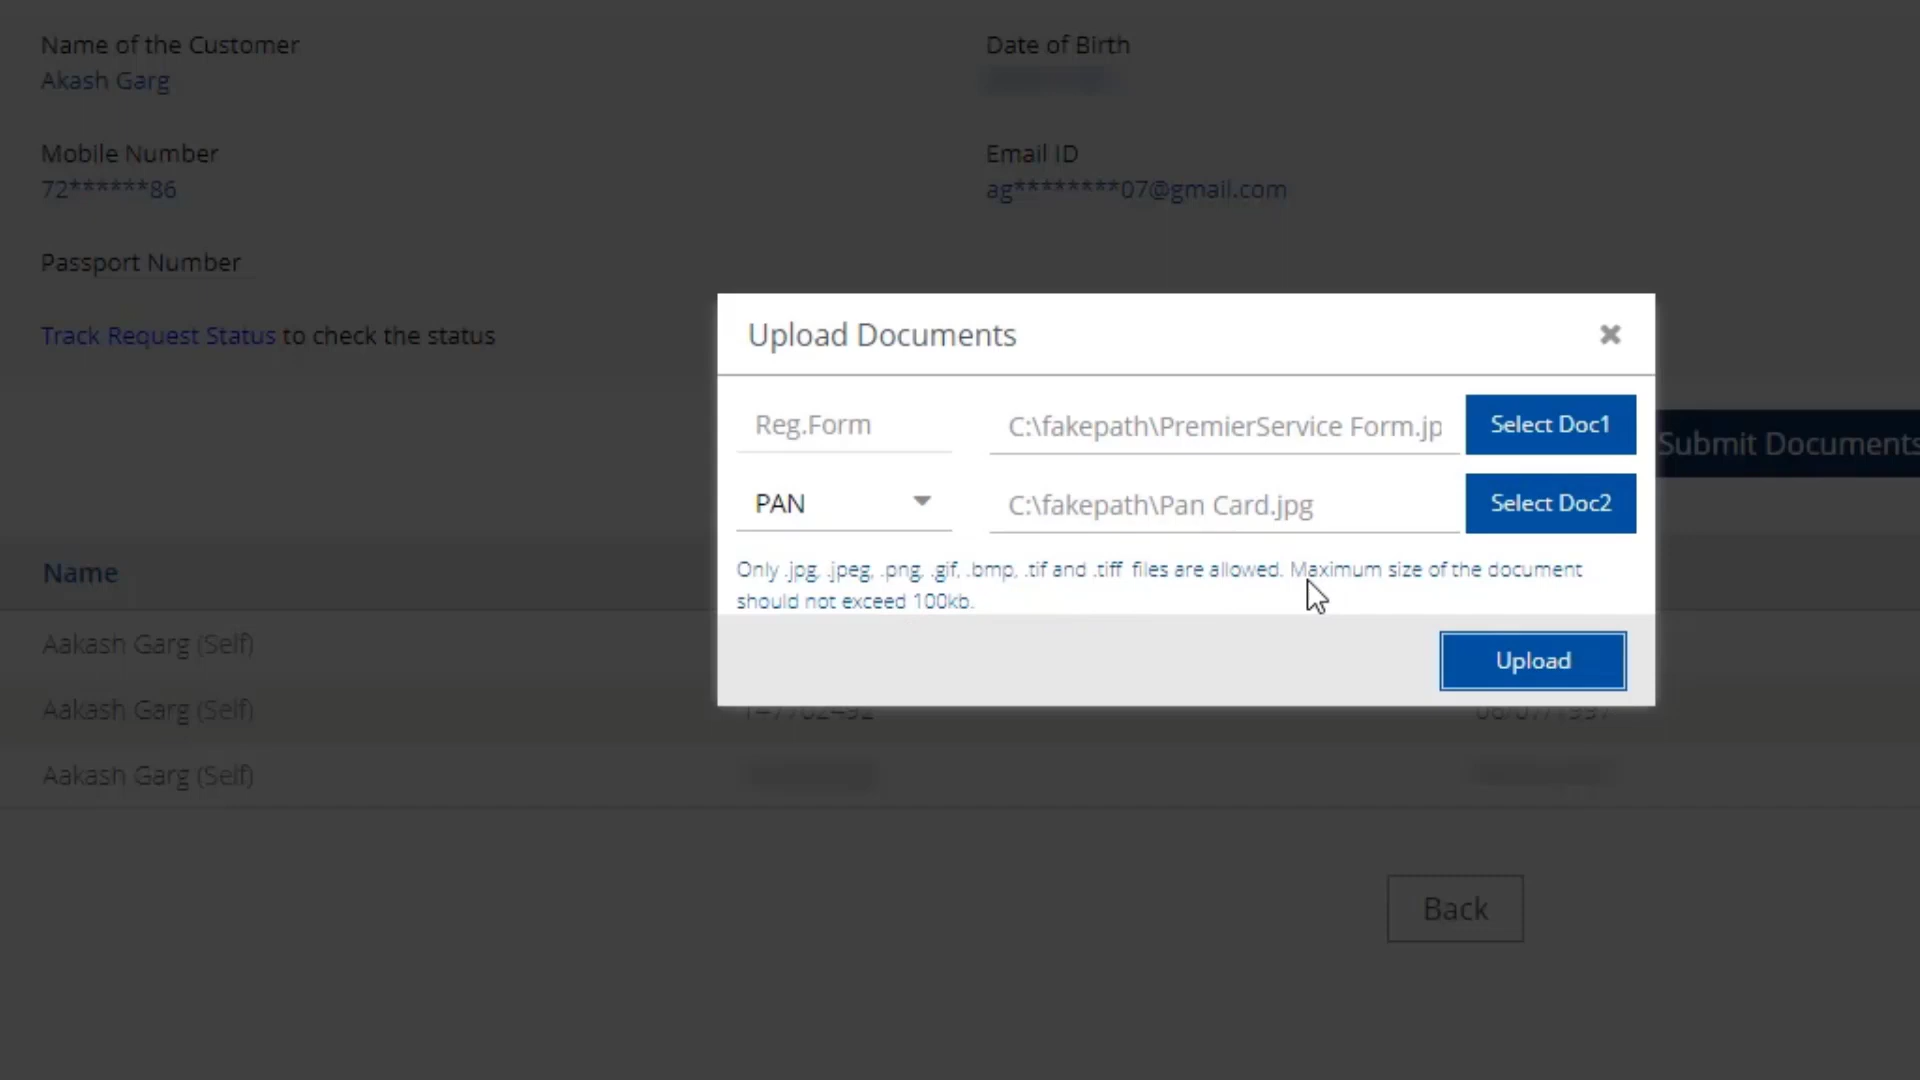 Name of the Customer
Date of Birth
Akash Garg
Mobile Number
Email ID
72******86
ag********07@gmail.com
Passport Number
Track Request Status to check the status
Upload Documents
Reg.Form
C:\fakepath\PremierService Form.jp
Select Doc1
Submit Documents
PAN
C:\fakepath\Pan Card.jpg
Select Doc2
Only .jpg, .jpeg, .png, .gif, .bmp, .tif and .tiff files are allowed. Maximum size of the document
should not exceed 100kb.
Name
Aakash Garg (Self)
Upload
Aakash Garg (Self)
Aakash Garg (Self)
Back